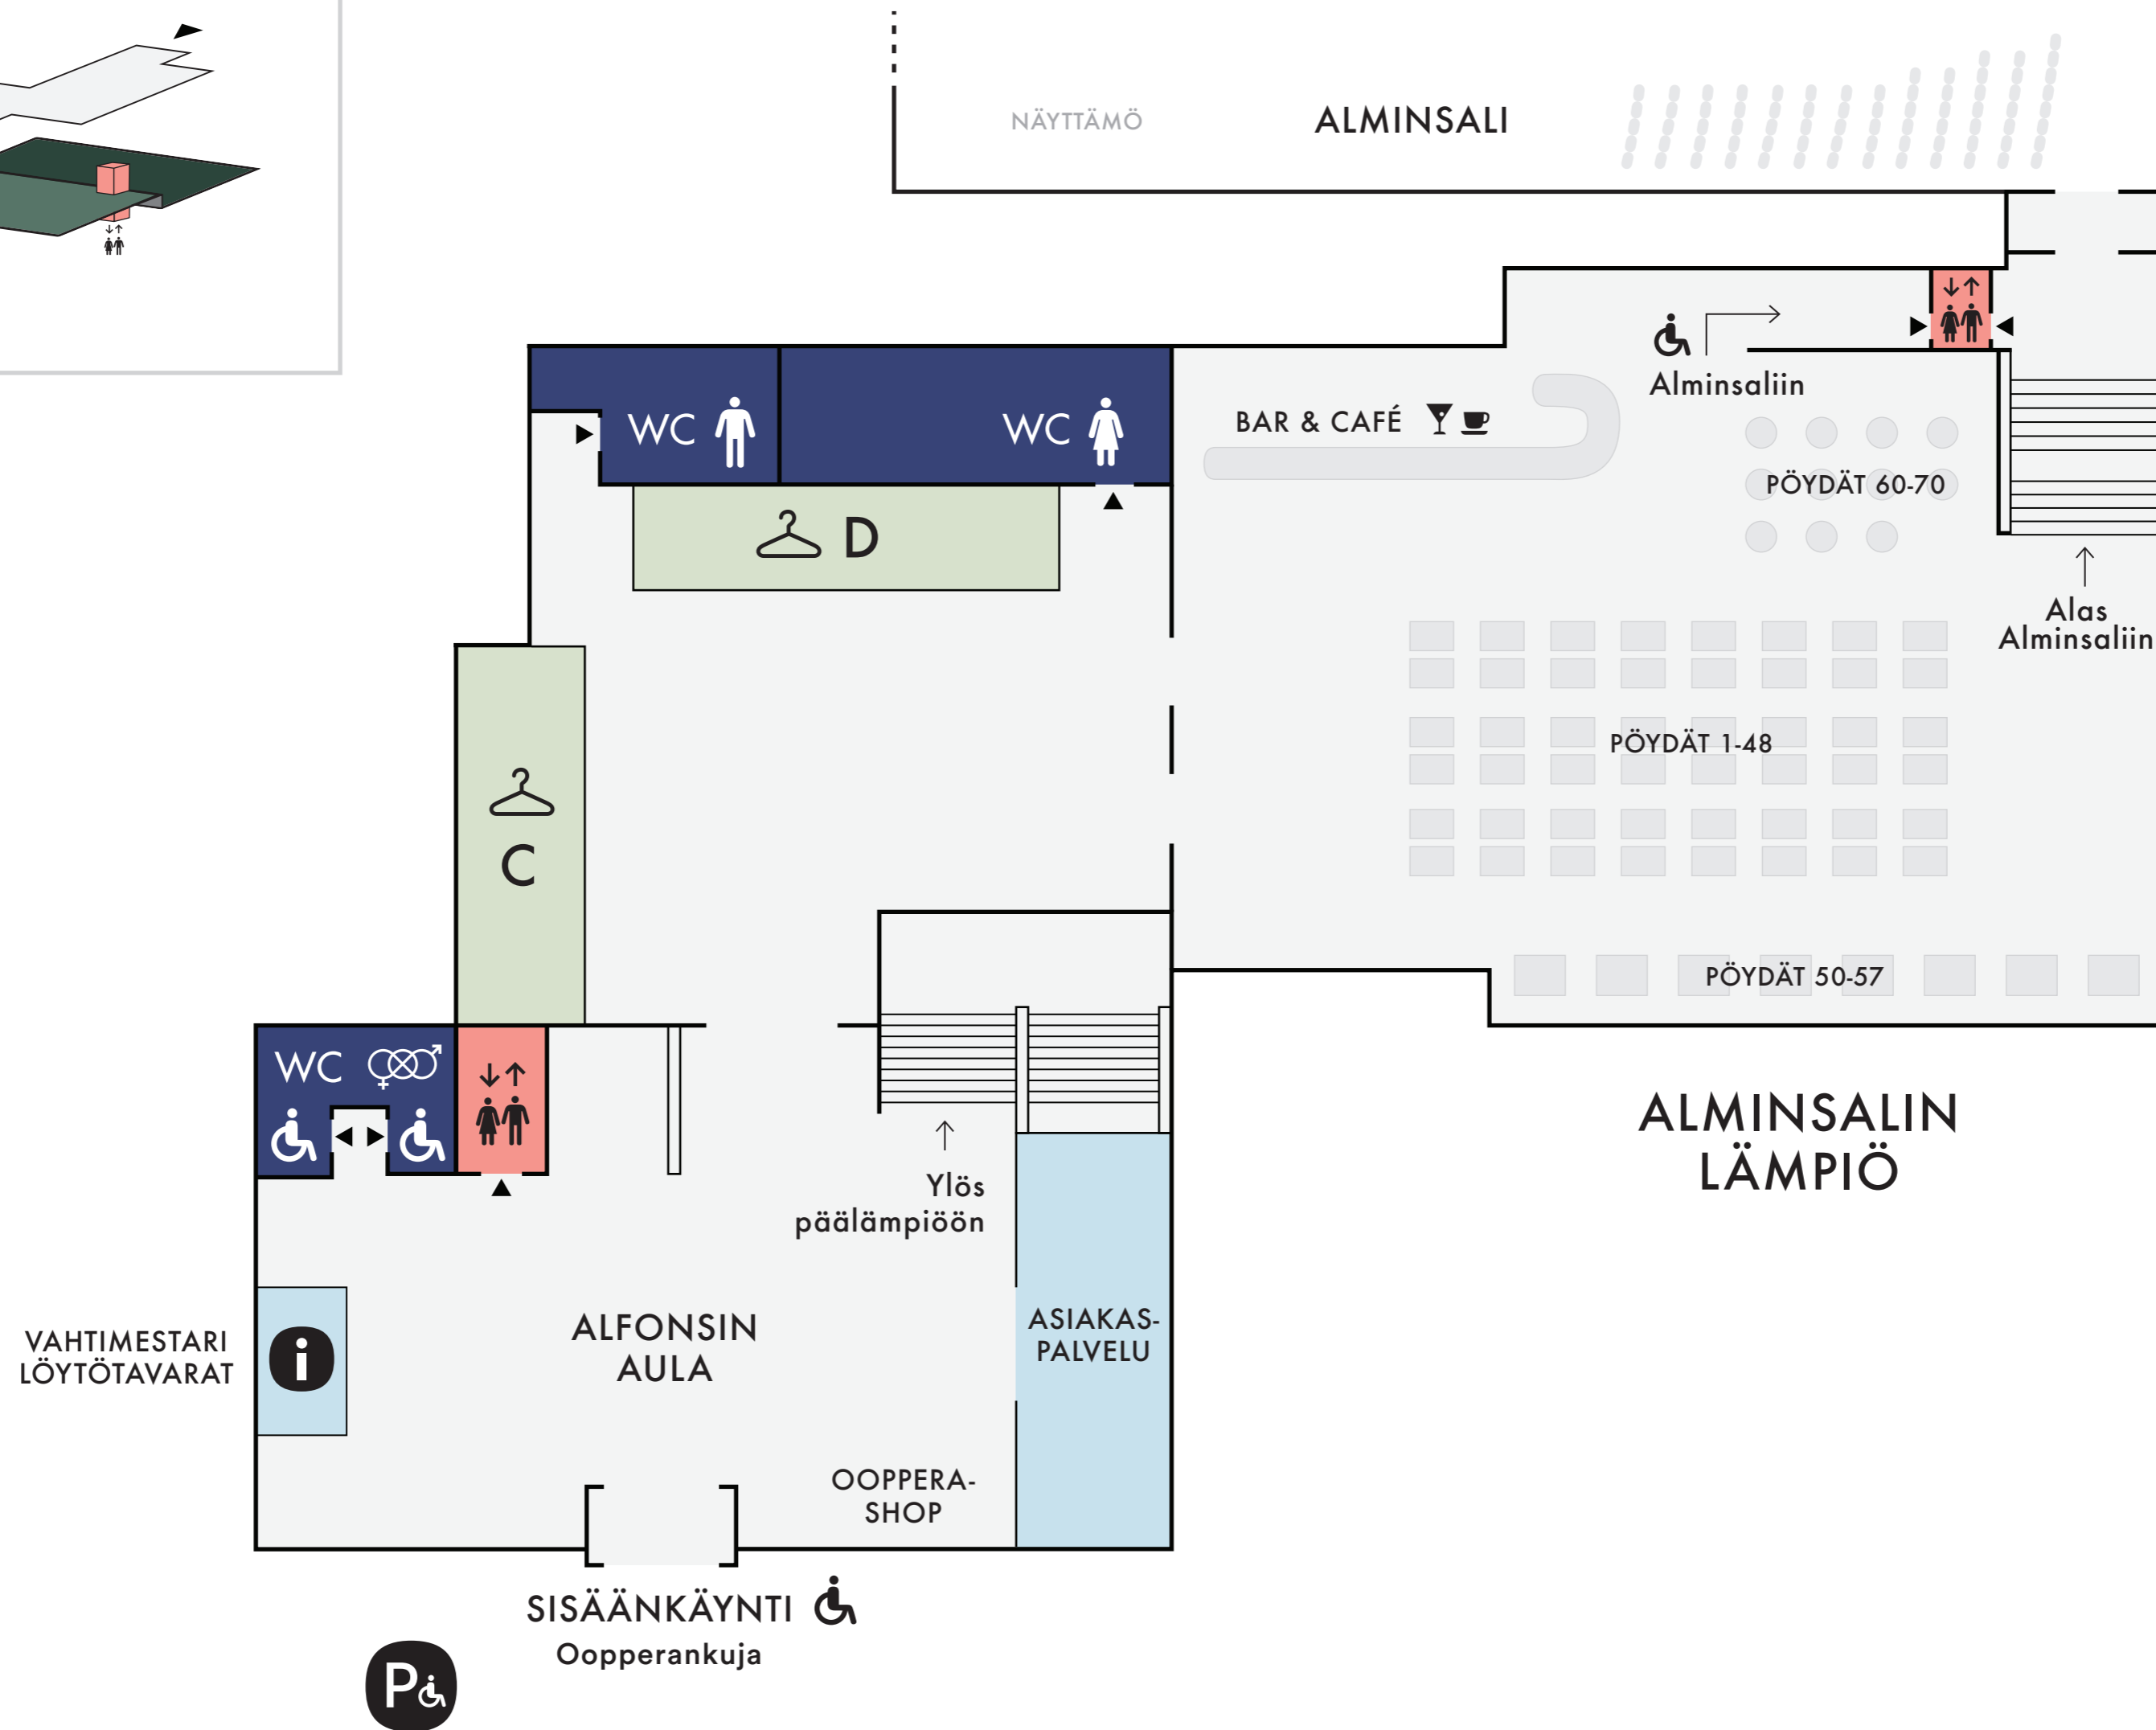 NÄYTTÄMÖ
ALMINSALI
Alminsaliin
WC
WC
BAR & CAFÉ
PÖYDÄT 60-70
D
Alas
Alminsaliin
PÖYDÄT 1-48
C
PÖYDÄT 50-57
WC
ALMINSALIN
LÄMPIÖ
Ylös
päälämpiöön
VAHTIMESTARI
LÖYTÖTAVARAT
i
ALFONSIN
AULA
ASIAKAS-
PALVELU
OOPPERA-
SHOP
SISÄÄNKÄYNTI
Oopperankuja
P